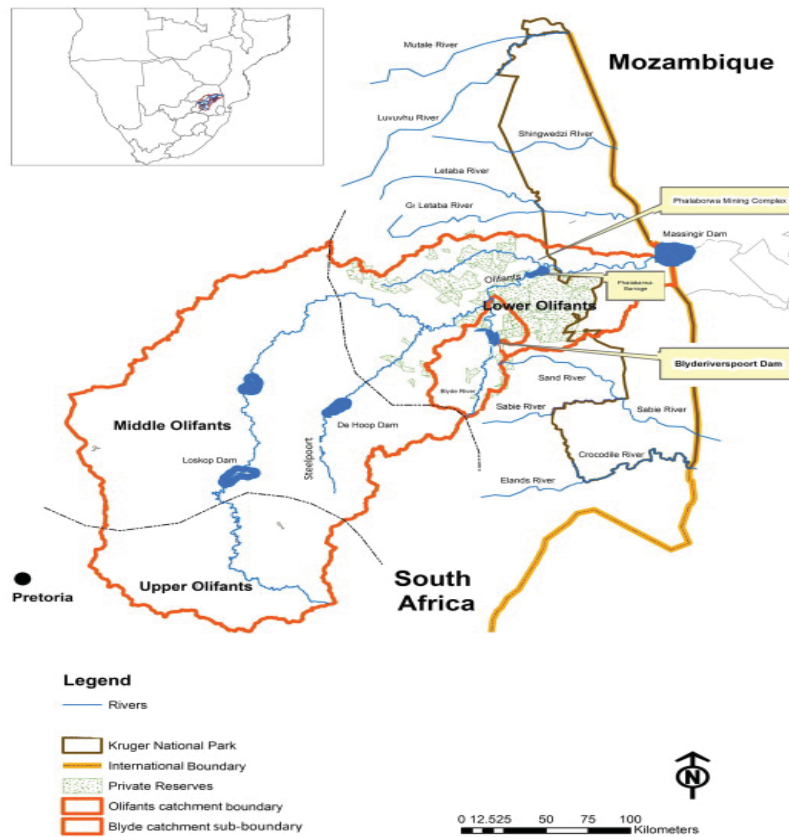 Mutale River
Mozambique
Luvuvhu River
Shingwedzi River
Letaba River
Gr Letaba River
Phalaborwa Mining Complex
Massingir Dam
Olifants
Phalaborwa
Barrage
Lower Olifants
Blyderiverspoort Dam
Blyde River
Sand River
Middle Olifants
De Hoop Dam
Sabie River
Sabie River
Steelpoort
Loskop Dam
Crocodile River
Elands River
Upper Olifants
South
Africa
Pretoria
Legend
Rivers
Kruger National Park
International Boundary
Private Reserves
Olifants catchment boundary
Blyde catchment sub-boundary
N
0 12.525 50 75 100
Kilometers